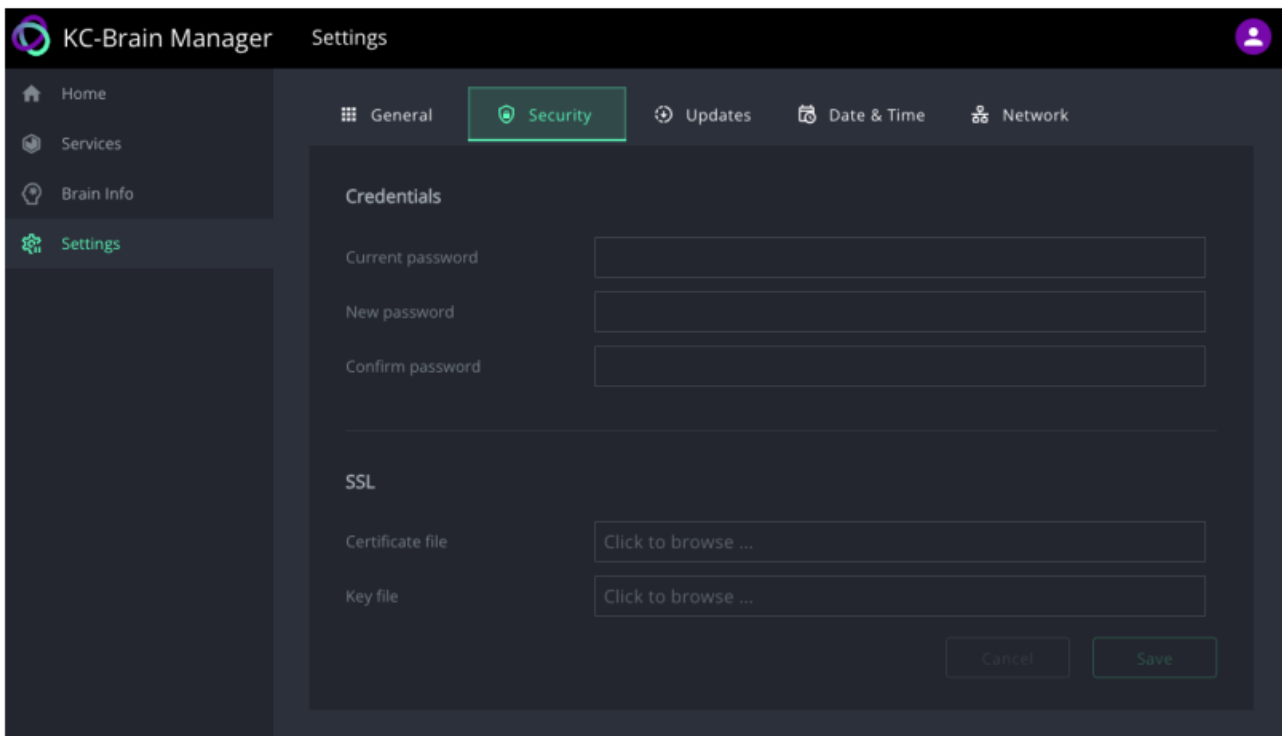 KC-Brain Manager
Settings
Home
Services
Brain Info
Settings
General
Security
Updates
Date & Time
Network
Credentials
Current password
New password
Confirm password
SSL
Certificate file
Click to browse ...
Key file
Click to browse ...
Cancel
Save